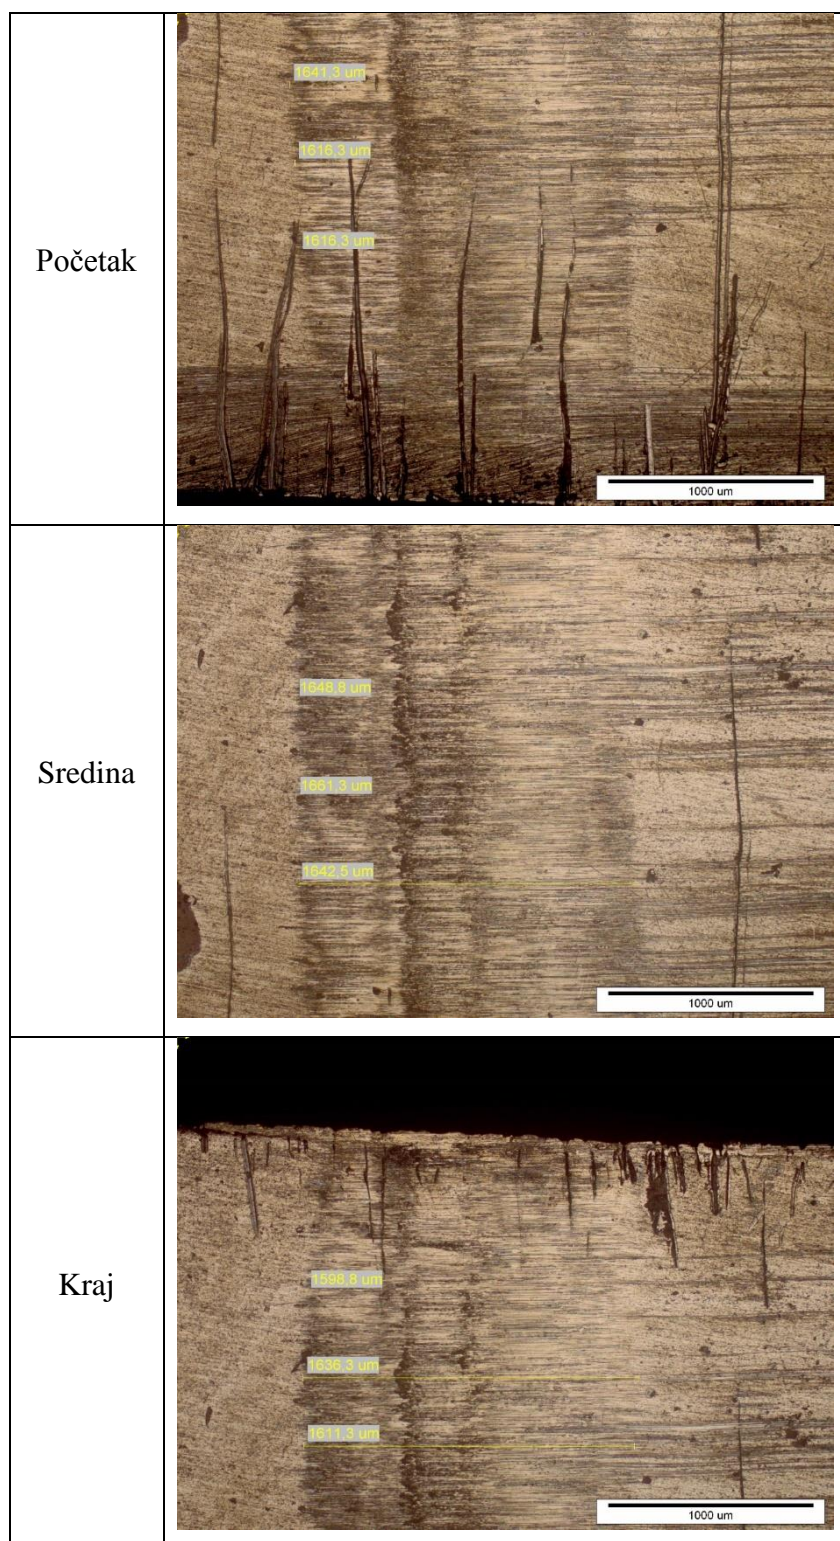 1641,3 um
1616,3 um
Početak
1616,3 um
1000 um
1648,8 um
Sredina
1651,3 um
1642,5 um
1000 um
1598,8 um
Kraj
1636,3 um
1611,3 um
1000 um